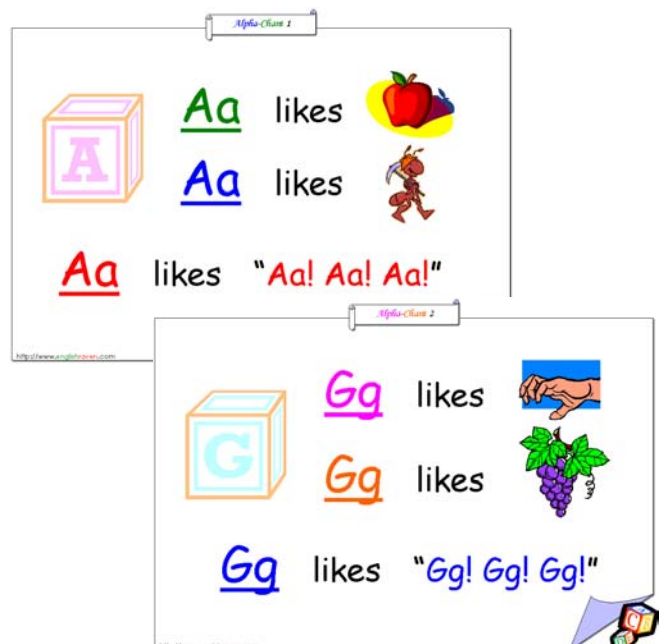 Alpha-Chant 1
A
Aa likes
Aa likes
Aa likes "Aa! Aa! Aa!"
http://www.englishraven.com
Alpha-Chant 2
G
Gg likes
Gg likes
Gg likes "Gg! Gg! Gg!"